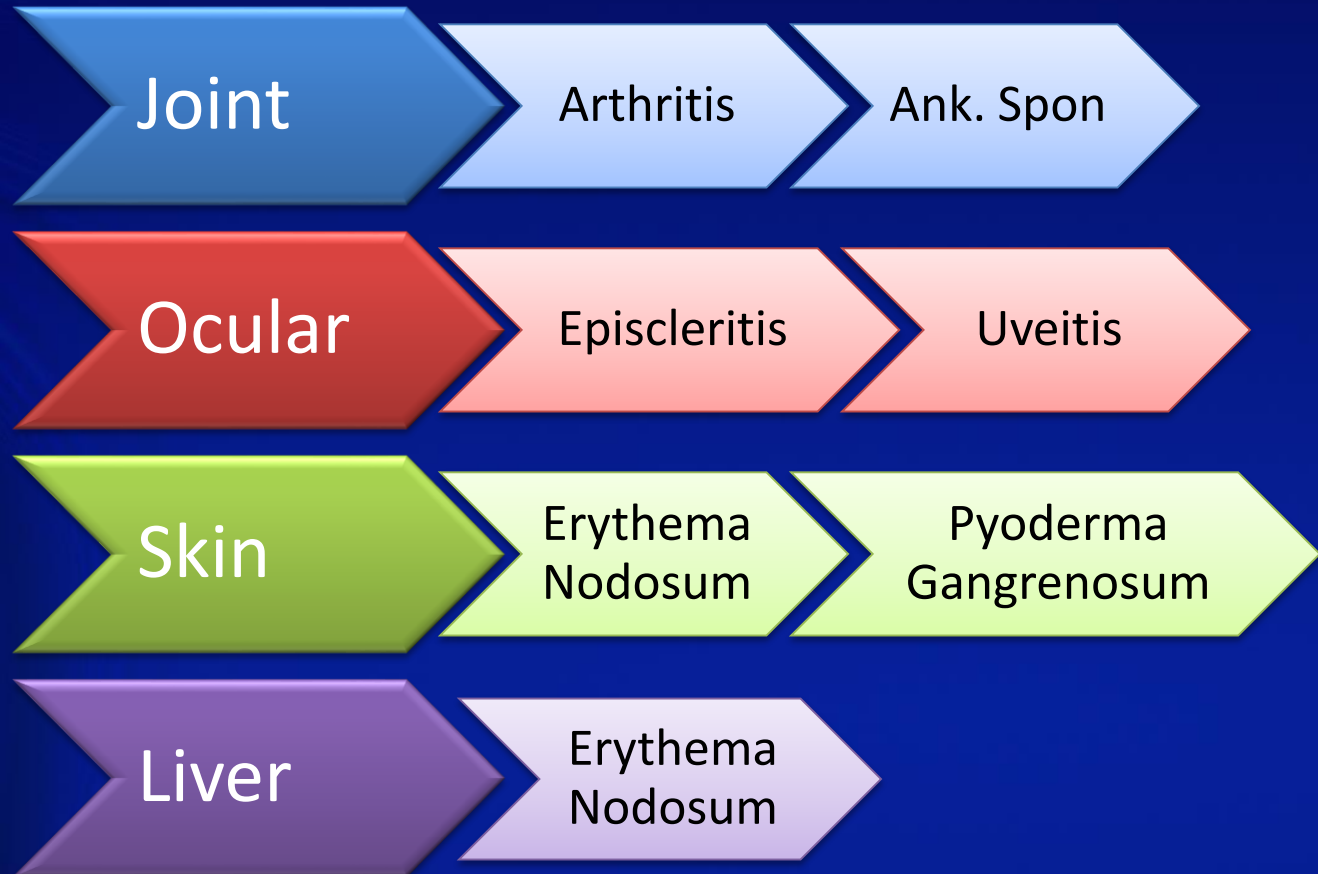 Joint
Arthritis
Ank. Spon
Ocular
Episcleritis
Uveitis
Skin
Erythema
Nodosum
Pyoderma
Gangrenosum
Liver
Erythema
Nodosum